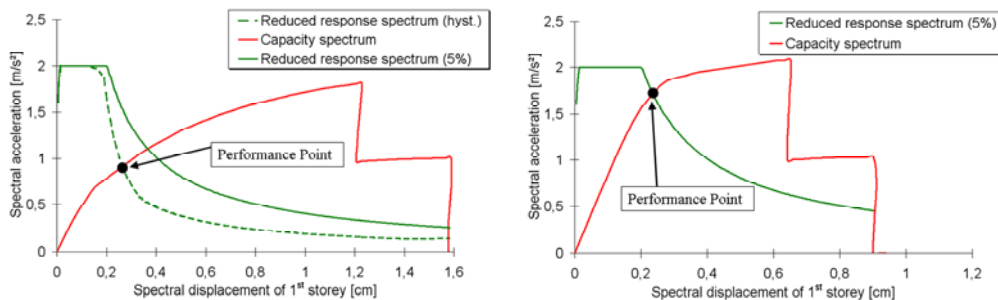 2,5
2
1,5
1
0,5
0
Spectral acceleration [m/s²]
Reduced response spectrum (hyst.)
Capacity spectrum
Reduced response spectrum (5%)
Performance Point
0 0,2 0,4 0,6 0,8 1 1,2 1,4 1,6
Spectral displacement of 1st storey [cm]
2,5
2
1,5
1
0,5
0
Spectral acceleration [m/s²]
Reduced response spectrum (5%)
Capacity spectrum
Performance Point
0 0,2 0,4 0,6 0,8 1 1,2
Spectral displacement of 1st storey [cm]